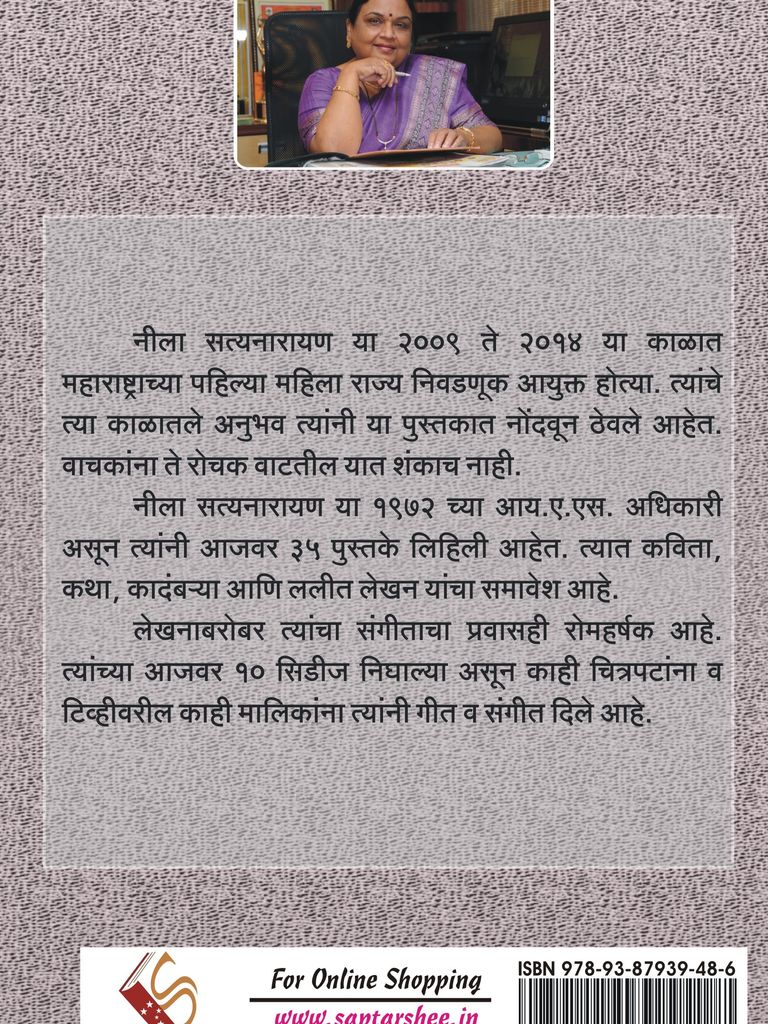 नीला सत्यनारायण या २००९ ते २०१४ या काळात
महाराष्ट्राच्या पहिल्या महिला राज्य निवडणूक आयुक्त होत्या. त्यांचे
त्या काळातले अनुभव त्यांनी या पुस्तकात नोंदवून ठेवले आहेत.
वाचकांना ते रोचक वाटतील यात शंकाच नाही.
नीला सत्यनारायण या १९७२ च्या आय.ए.एस. अधिकारी
असून त्यांनी आजवर ३५ पुस्तके लिहिली आहेत. त्यात कविता,
कथा, कादंबऱ्या आणि ललीत लेखन यांचा समावेश आहे.
लेखनाबरोबर त्यांचा संगीताचा प्रवासही रोमहर्षक आहे.
त्यांच्या आजवर १० सिडीज निघाल्या असून काही चित्रपटांना व
टिव्हीवरील काही मालिकांना त्यांनी गीत व संगीत दिले आहे.
For Online Shopping
www.saptarshee.in
ISBN 978-93-87939-48-6